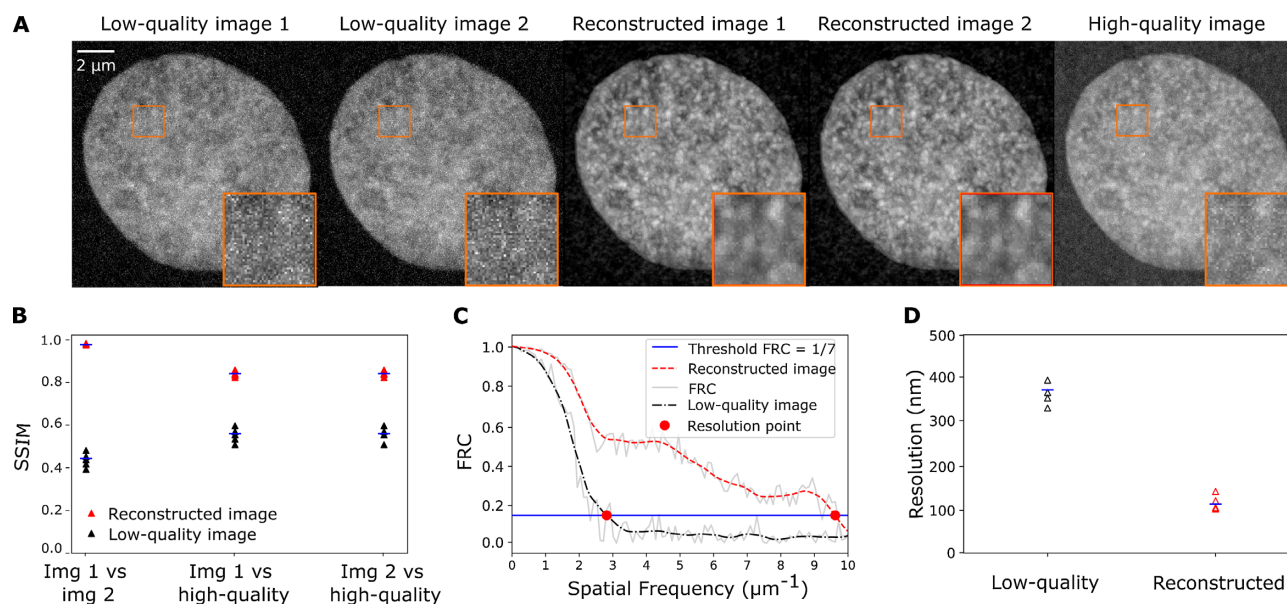 A
Low-quality image 1
Low-quality image 2
Reconstructed image 1
Reconstructed image 2
High-quality image
2 μm
B
SSIM
1.0
0.8
0.6
0.4
0.2
0.0
Reconstructed image
Low-quality image
Img 1 vs
img 2
Img 1 vs
high-quality
Img 2 vs
high-quality
C
FRC
1.0
0.8
0.6
0.4
0.2
0.0
Threshold FRC = 1/7
Reconstructed image
FRC
Low-quality image
Resolution point
0 1 2 3 4 5 6 7 8 9 10
Spatial Frequency (μm⁻¹)
D
Resolution (nm)
500
400
300
200
100
0
Low-quality
Reconstructed